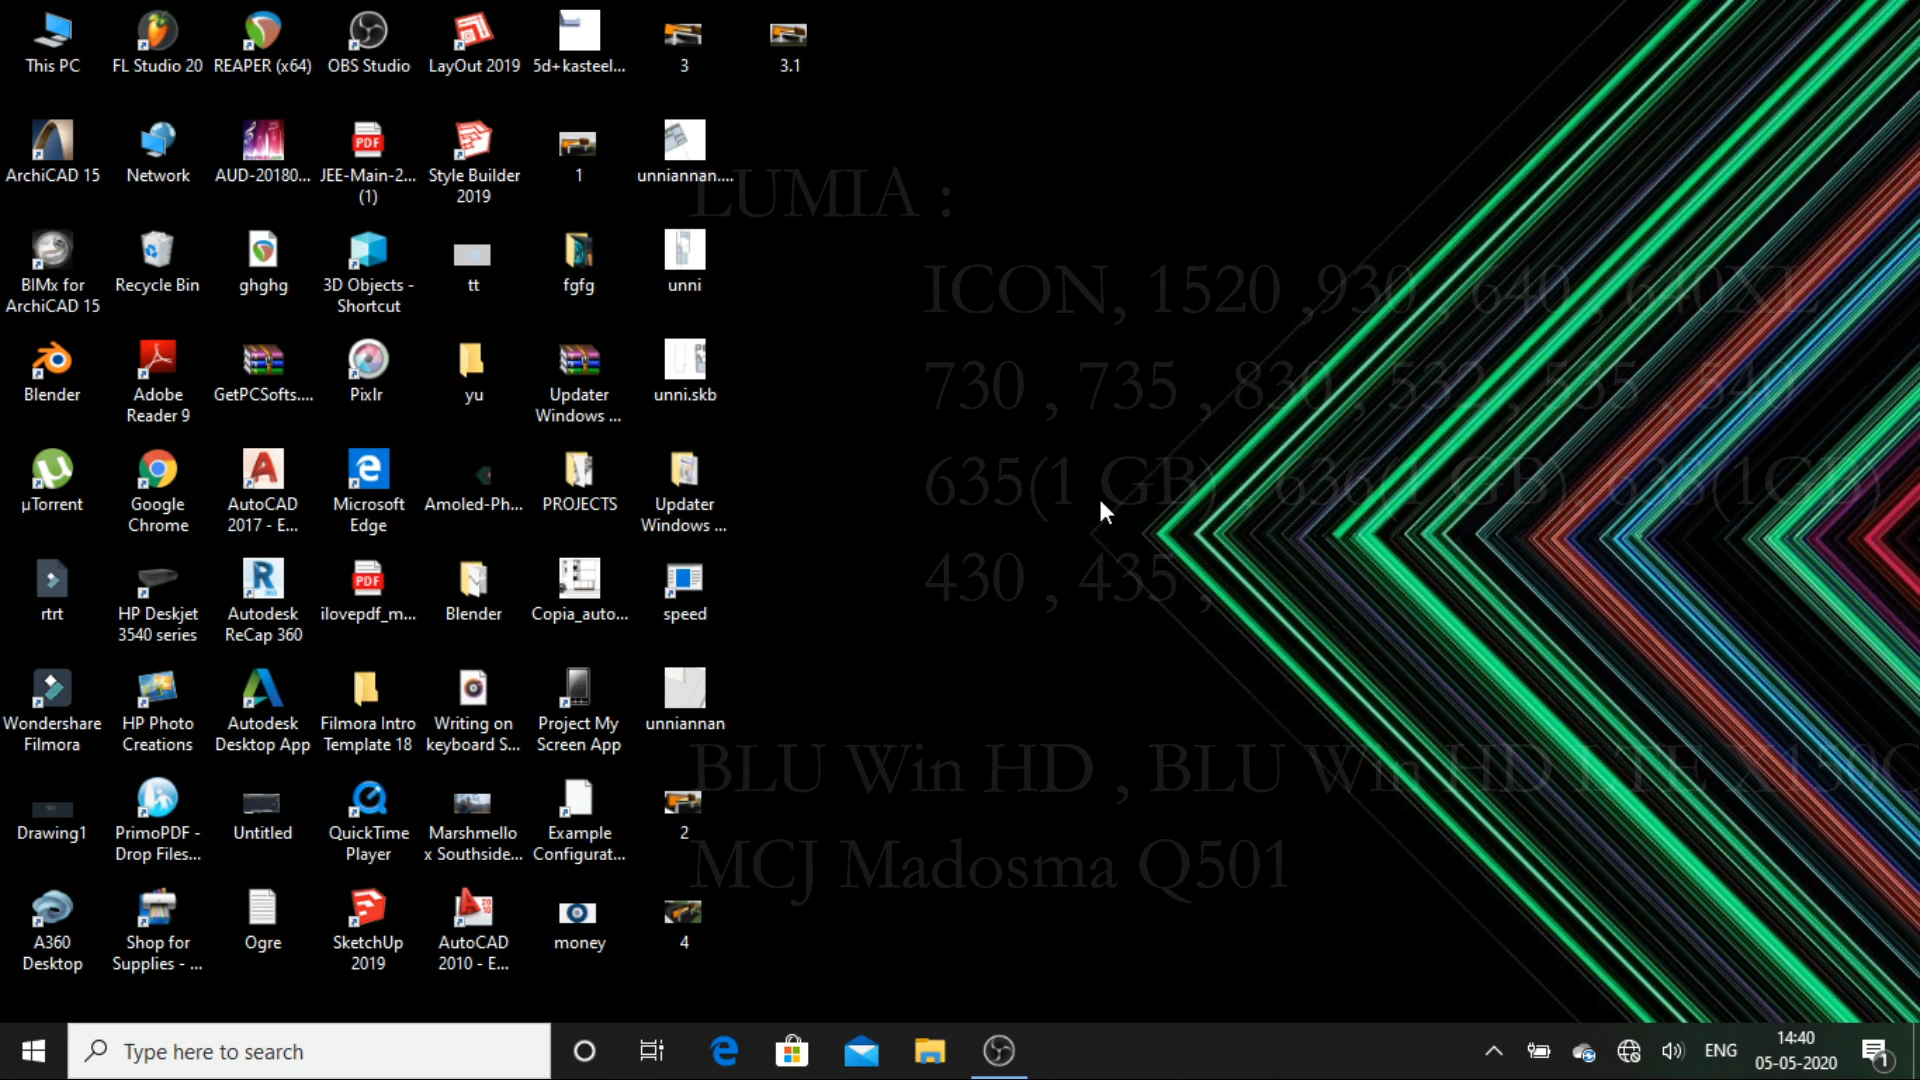 This PC
FL Studio 20
REAPER (x64)
OBS Studio
LayOut 2019
5d+kasteel...
3
3.1
ArchiCAD 15
Network
AUD-20180...
JEE-Main-2...
(1)
Style Builder
2019
1
unniannan....
BIMx for
ArchiCAD 15
Recycle Bin
ghghg
3D Objects -
Shortcut
tt
fgfg
unni
Blender
Adobe
Reader 9
GetPCSofts....
Pixlr
yu
Updater
Windows ...
unni.skb
µTorrent
Google
Chrome
AutoCAD
2017 - E...
Microsoft
Edge
Amoled-Ph...
PROJECTS
Updater
Windows ...
rtrt
HP Deskjet
3540 series
Autodesk
ReCap 360
ilovepdf_m...
Blender
Copia_auto...
speed
Wondershare
Filmora
HP Photo
Creations
Autodesk
Desktop App
Filmora Intro
Template 18
Writing on
keyboard S...
Project My
Screen App
unniannan
Drawing1
PrimoPDF -
Drop Files...
Untitled
QuickTime
Player
Marshmello
x Southside...
Example
Configurat...
2
A360
Desktop
Shop for
Supplies - ...
Ogre
SketchUp
2019
AutoCAD
2010 - E...
money
4
LUMIA :
ICON, 1520 ,930 , 640 , 640XL
730 , 735 , 830 , 532 , 535 , 540
635(1 GB) , 636(1 GB) , 638(1GB)
430 , 435 ,
BLU Win HD , BLU Win HD LTE X150
MCJ Madosma Q501
Type here to search
ENG
14:40
05-05-2020
1